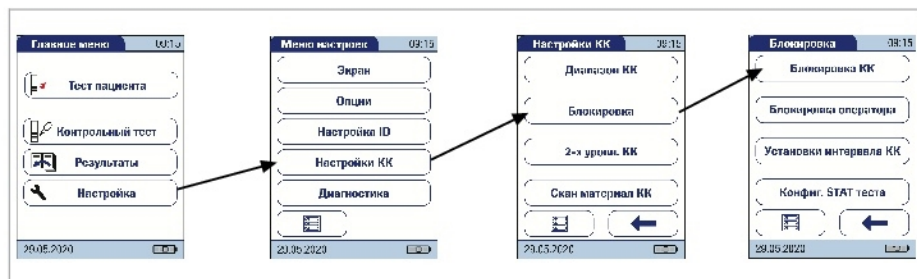 Главное меню 09:15
Тест пациента
Контрольный тест
Результаты
Настройка
29.05.2020
Меню настроек 09:15
Экран
Опции
Настройка ID
Настройки КК
Диагностика
29.05.2020
Настройки КК 09:15
Диапазон КК
Блокировка
2-х уровн. КК
Скан материал КК
29.05.2020
Блокировка 09:15
Блокировка КК
Блокировка оператора
Установки интервала КК
Конфиг. STAT теста
29.05.2020